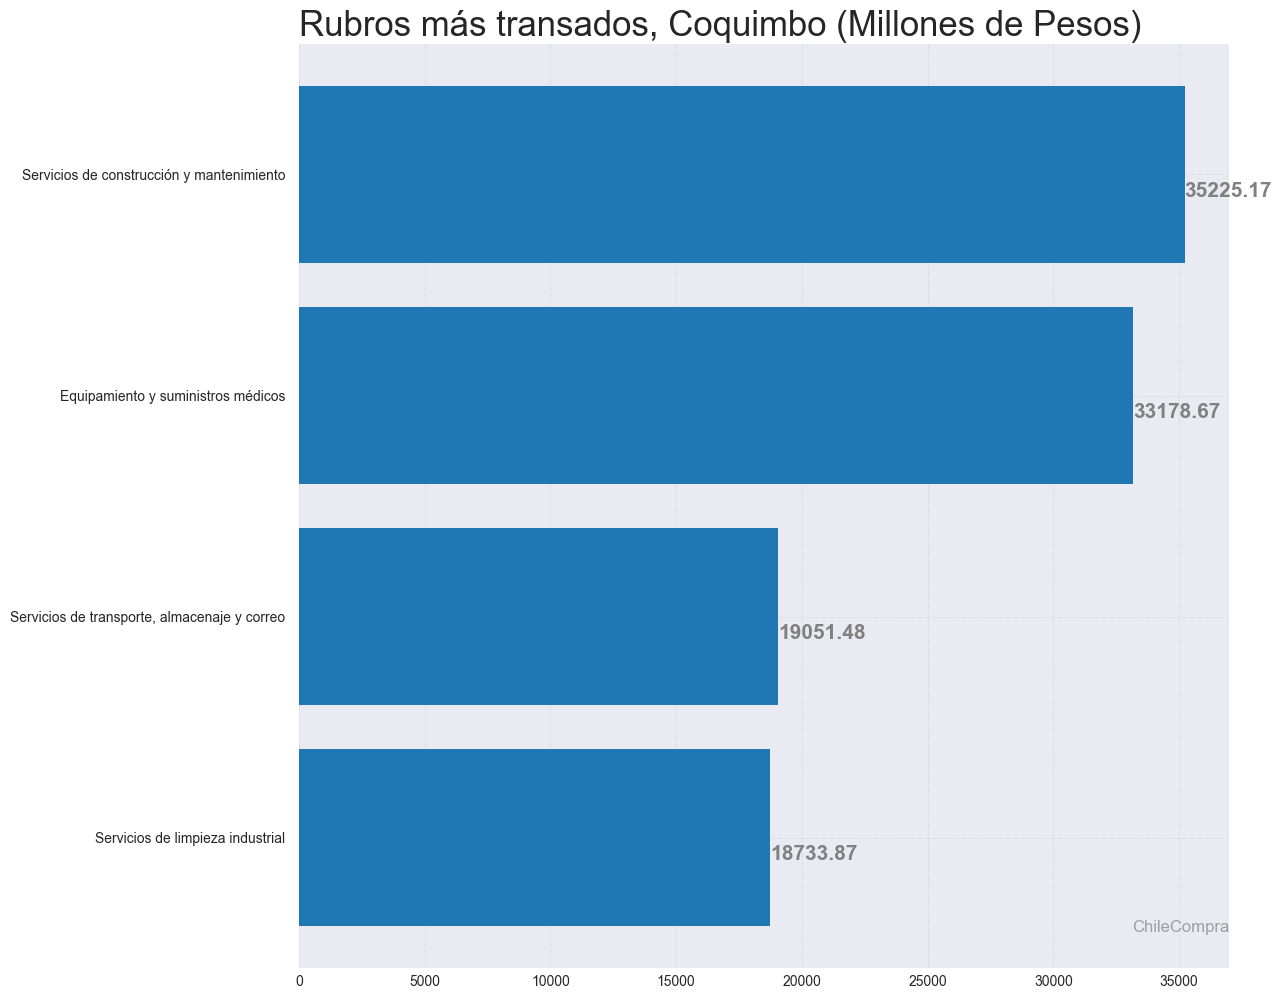 Rubros más transados, Coquimbo (Millones de Pesos)
Servicios de construcción y mantenimiento
35225.17
Equipamiento y suministros médicos
33178.67
Servicios de transporte, almacenaje y correo
19051.48
Servicios de limpieza industrial
18733.87
ChileCompra
0 5000 10000 15000 20000 25000 30000 35000